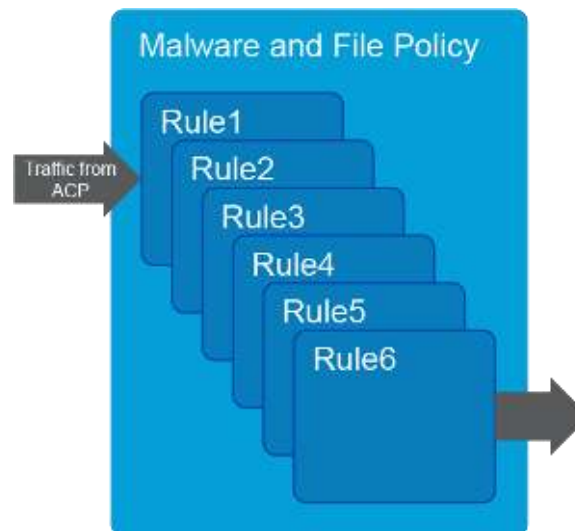 Malware and File Policy
Rule1
Traffic from
ACP
Rule2
Rule3
Rule4
Rule5
Rule6